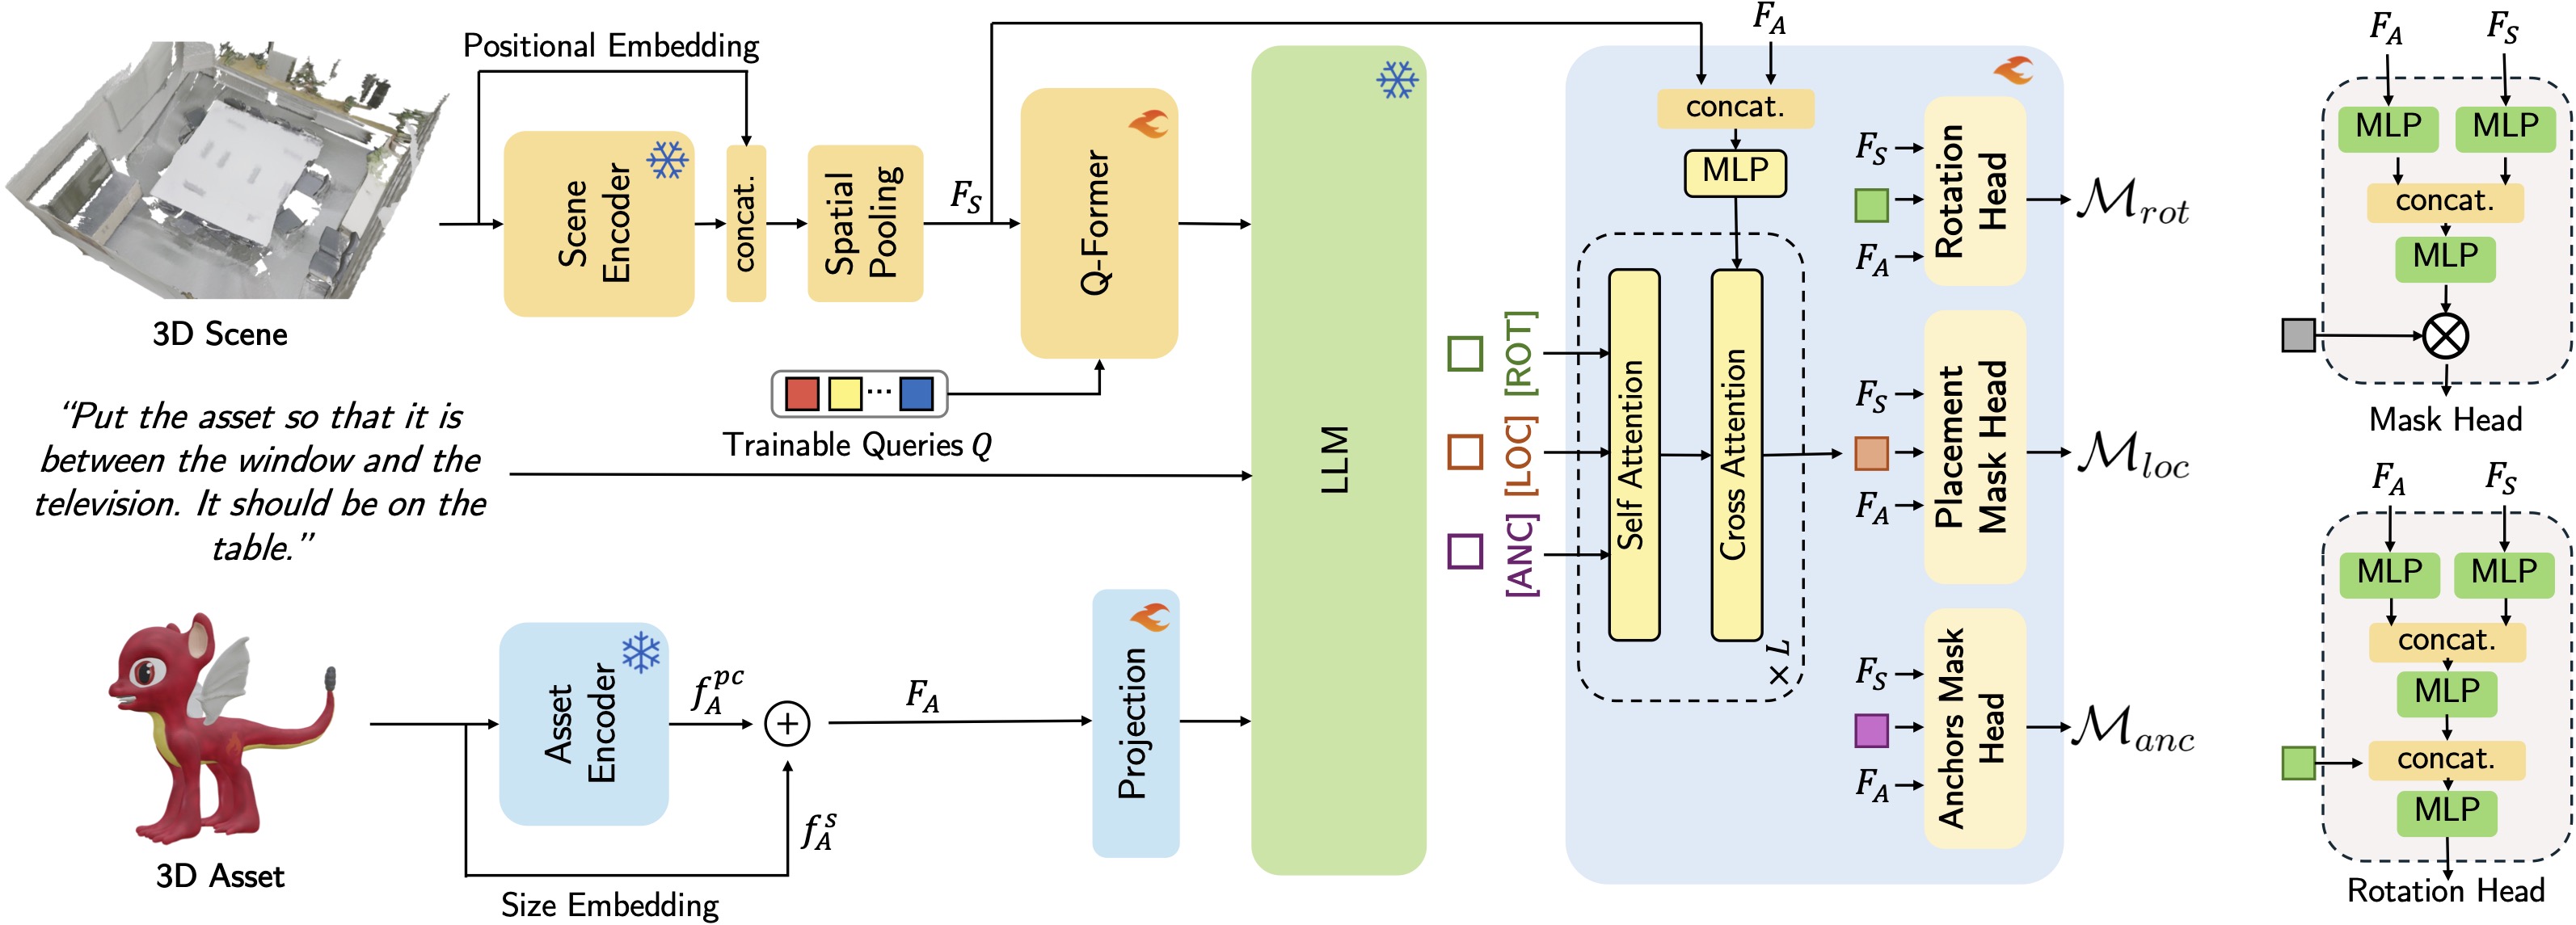 Positional Embedding
Scene
Encoder
concat.
Spatial
Pooling
F_S
Q-Former
3D Scene
Trainable Queries Q
...
“Put the asset so that it is
between the window and the
television. It should be on the
table.”
3D Asset
Asset
Encoder
f_A^{pc}
+
f_A^s
Size Embedding
F_A
Projection
LLM
[ROT]
[LOC]
[ANC]
F_A
concat.
MLP
Self Attention
Cross Attention
× L
F_S
F_A
Rotation
Head
M_{rot}
F_S
F_A
Placement
Mask Head
M_{loc}
F_S
F_A
Anchors Mask
Head
M_{anc}
F_A
F_S
MLP
MLP
concat.
MLP
Mask Head
F_A
F_S
MLP
MLP
concat.
MLP
concat.
MLP
Rotation Head